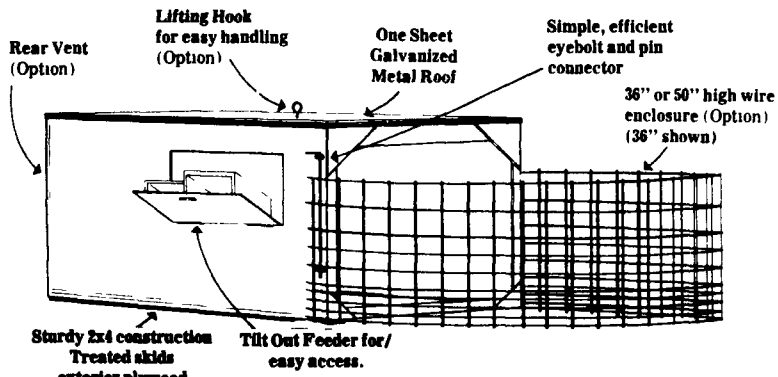 Lifting Hook
for easy handling
(Option)
Rear Vent
(Option)
One Sheet
Galvanized
Metal Roof
Simple, efficient
eyebolt and pin
connector
36" or 50" high wire
enclosure (Option)
(36" shown)
Sturdy 2x4 construction
Treated skids
exterior plywood
Tilt Out Feeder for/
easy access.